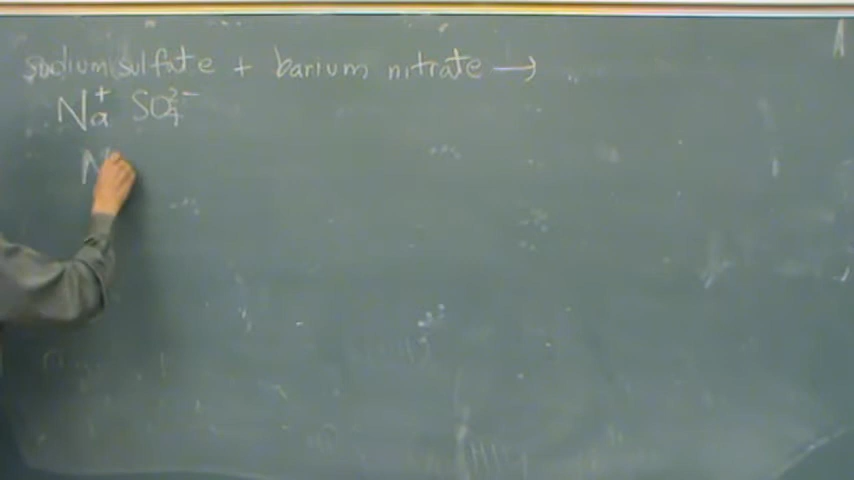 sodium sulfate + barium nitrate →
Na⁺ SO₄²⁻
N